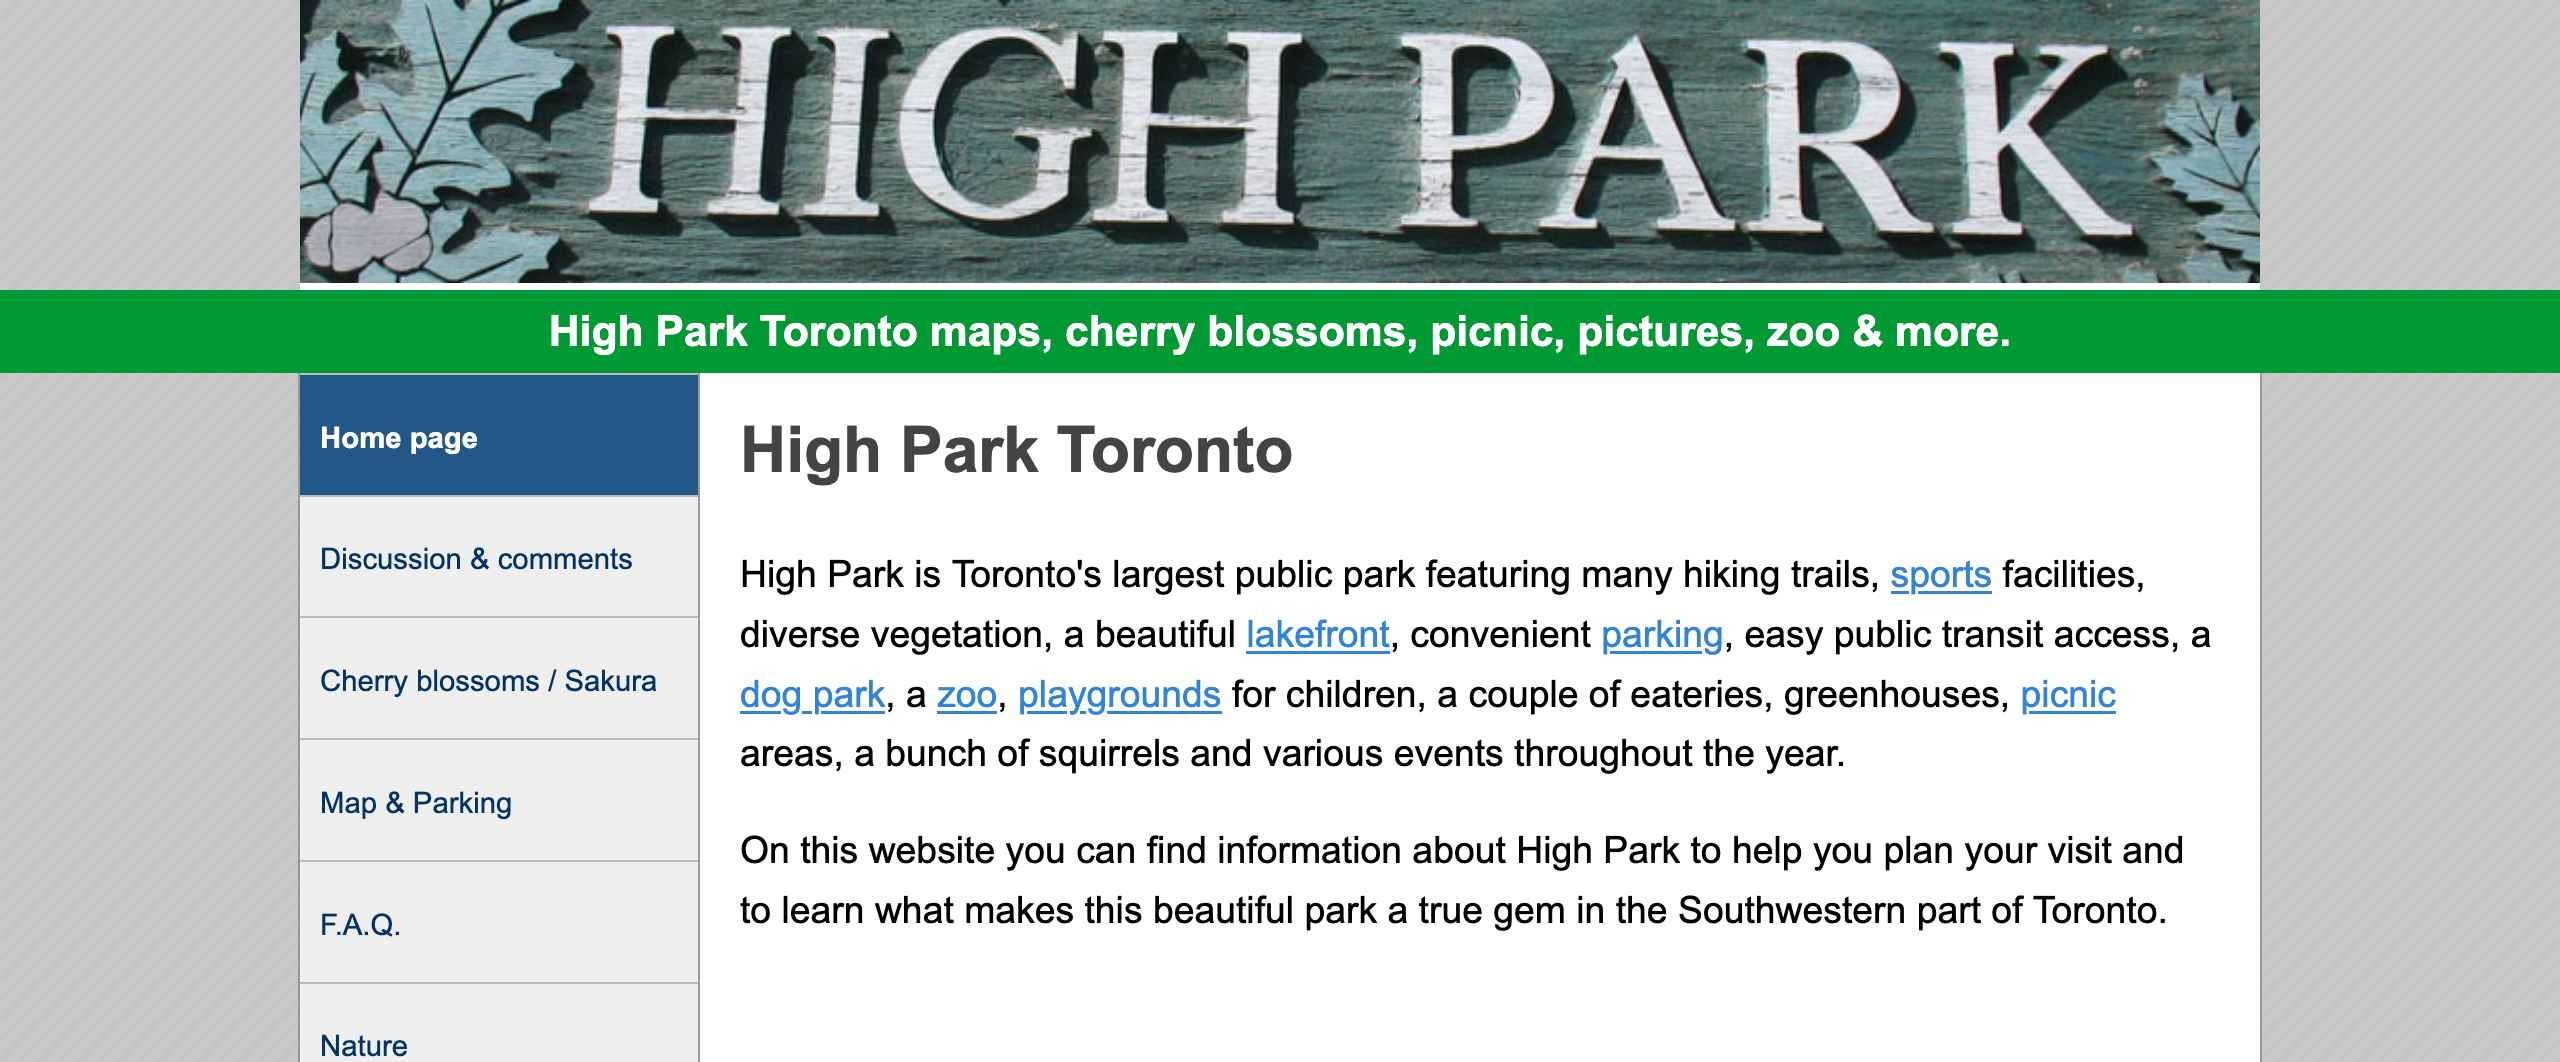 HIGH PARK
High Park Toronto maps, cherry blossoms, picnic, pictures, zoo & more.
Home page
Discussion & comments
Cherry blossoms / Sakura
Map & Parking
F.A.Q.
Nature
High Park Toronto
High Park is Toronto's largest public park featuring many hiking trails, sports facilities,
diverse vegetation, a beautiful lakefront, convenient parking, easy public transit access, a
dog park, a zoo, playgrounds for children, a couple of eateries, greenhouses, picnic
areas, a bunch of squirrels and various events throughout the year.
On this website you can find information about High Park to help you plan your visit and
to learn what makes this beautiful park a true gem in the Southwestern part of Toronto.